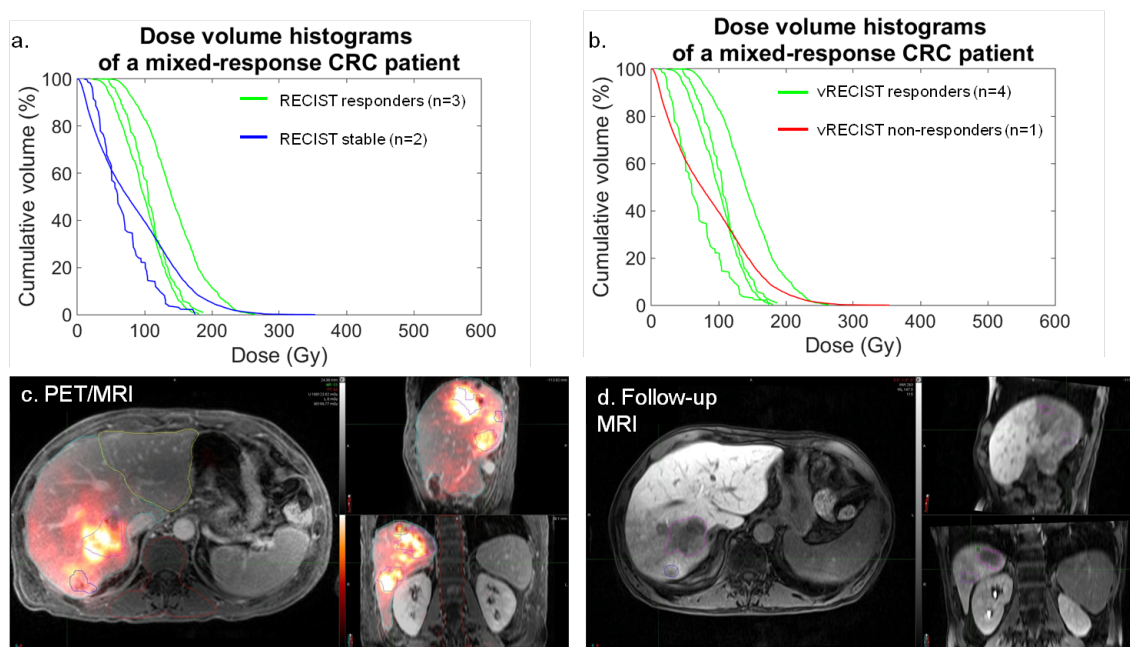 a.
Dose volume histograms
of a mixed-response CRC patient
Cumulative volume (%)
100
80
60
40
20
0
RECIST responders (n=3)
RECIST stable (n=2)
0 100 200 300 400 500 600
Dose (Gy)
b.
Dose volume histograms
of a mixed-response CRC patient
Cumulative volume (%)
100
80
60
40
20
0
vRECIST responders (n=4)
vRECIST non-responders (n=1)
0 100 200 300 400 500 600
Dose (Gy)
c. PET/MRI
d. Follow-up
MRI